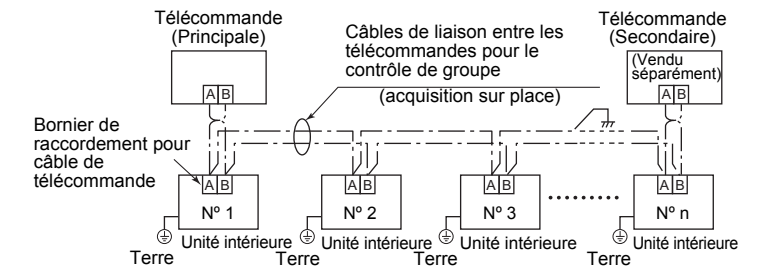 Télécommande
(Principale)
Câbles de liaison entre les
télécommandes pour le
contrôle de groupe
(acquisition sur place)
Télécommande
(Secondaire)
(Vendu
séparément)
A B
A B
Bornier de
raccordement pour
câble de
télécommande
A B
A B
A B
A B
Nº 1
Nº 2
Nº 3
Nº n
Unité intérieure
Unité intérieure
Unité intérieure
Unité intérieure
Terre
Terre
Terre
Terre